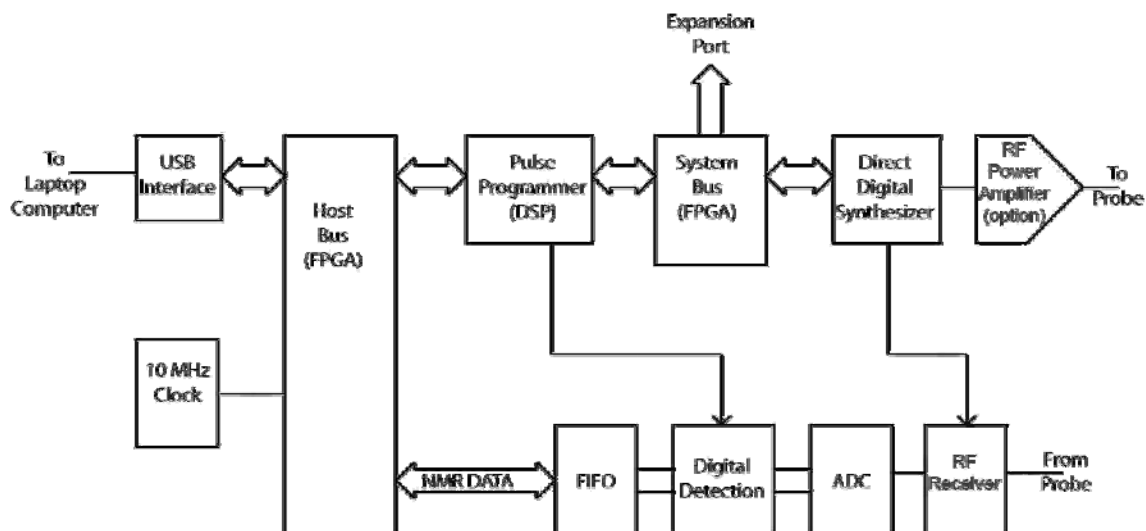 Expansion
Port
To
Laptop
Computer
USB
Interface
Host
Bus
(FPGA)
Pulse
Programmer
(DSP)
System
Bus
(FPGA)
Direct
Digital
Synthesizer
RF
Power
Amplifier
(option)
To
Probe
10 MHz
Clock
NMR DATA
FIFO
Digital
Detection
ADC
RF
Receiver
From
Probe